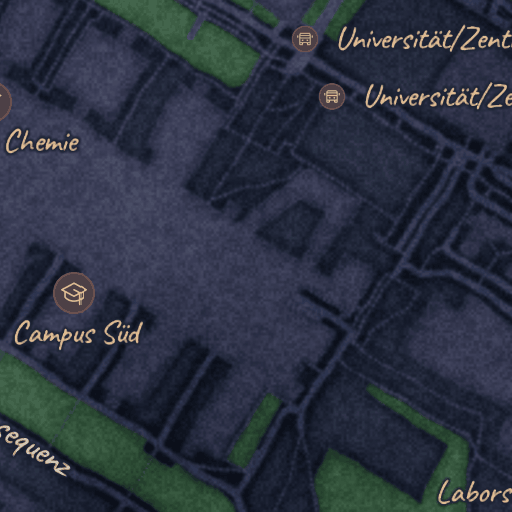 Universität/Zent
Universität/Ze
Chemie
Campus Süd
sequenz
Labors